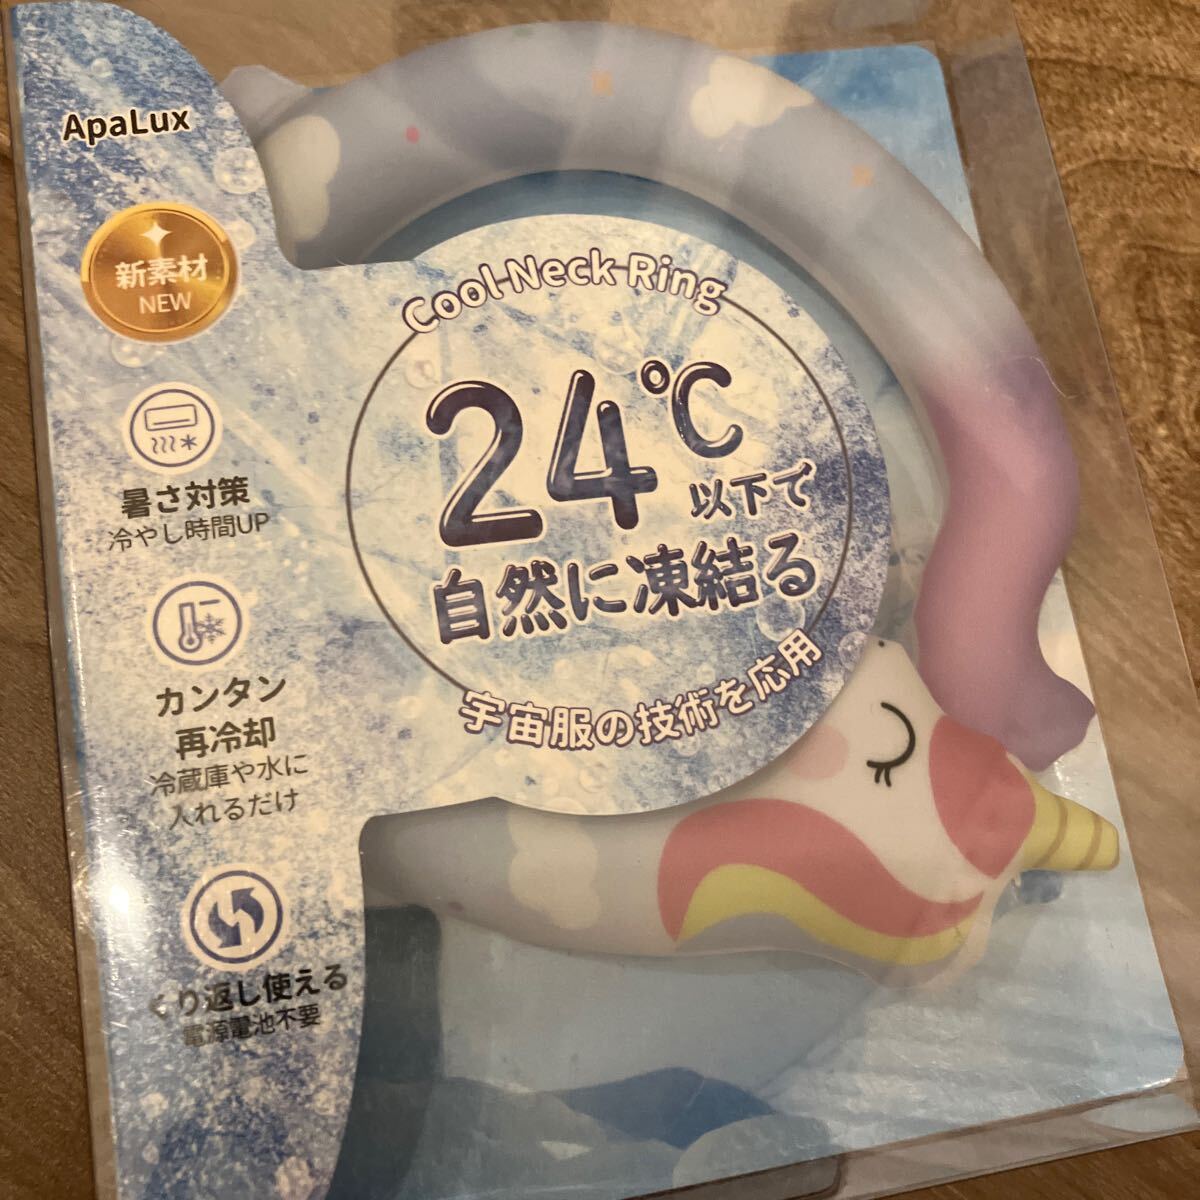 ApaLux
新素材
NEW
暑さ対策
冷やし時間UP
カンタン
再冷却
冷蔵庫や水に
入れるだけ
くり返し使える
電源電池不要
Cool Neck Ring
24℃
以下で
自然に凍結る
宇宙服の技術を応用